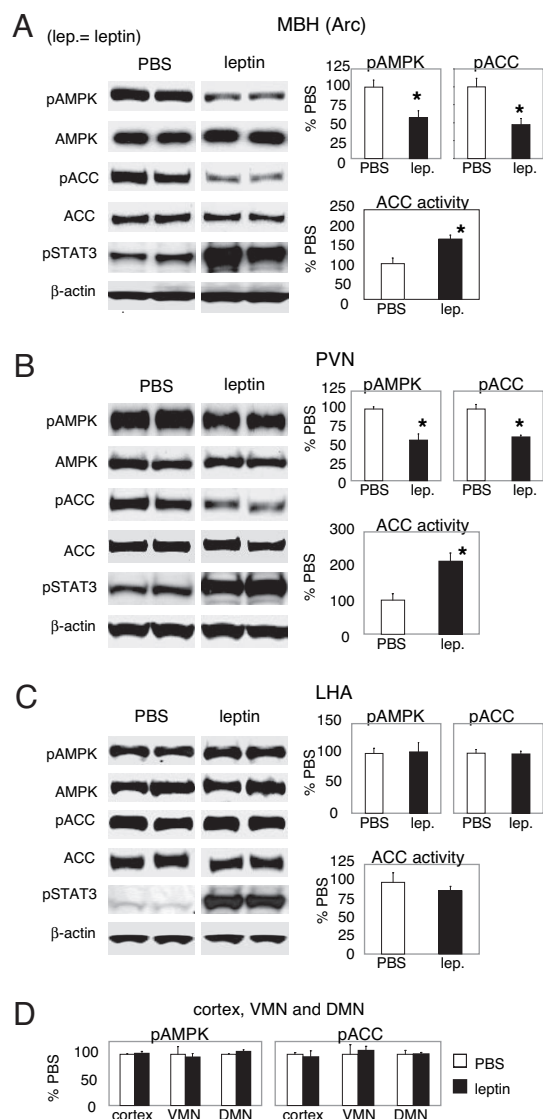 A
(lep.= leptin)
MBH (Arc)
PBS leptin
pAMPK
AMPK
pACC
ACC
pSTAT3
β-actin
pAMPK pACC
% PBS
125
100
75
50
25
0
*
*
PBS lep. PBS lep.
ACC activity
% PBS
250
200
150
100
50
0
*
PBS lep.
B
PVN
PBS leptin
pAMPK
AMPK
pACC
ACC
pSTAT3
β-actin
pAMPK pACC
% PBS
125
100
75
50
25
0
*
*
PBS lep. PBS lep.
ACC activity
% PBS
300
200
100
0
*
PBS lep.
C
LHA
PBS leptin
pAMPK
AMPK
pACC
ACC
pSTAT3
β-actin
pAMPK pACC
% PBS
150
100
50
0
PBS lep. PBS lep.
ACC activity
% PBS
125
100
75
50
25
0
PBS lep.
D
cortex, VMN and DMN
pAMPK pACC
% PBS
100
50
0
cortex VMN DMN cortex VMN DMN
PBS
leptin